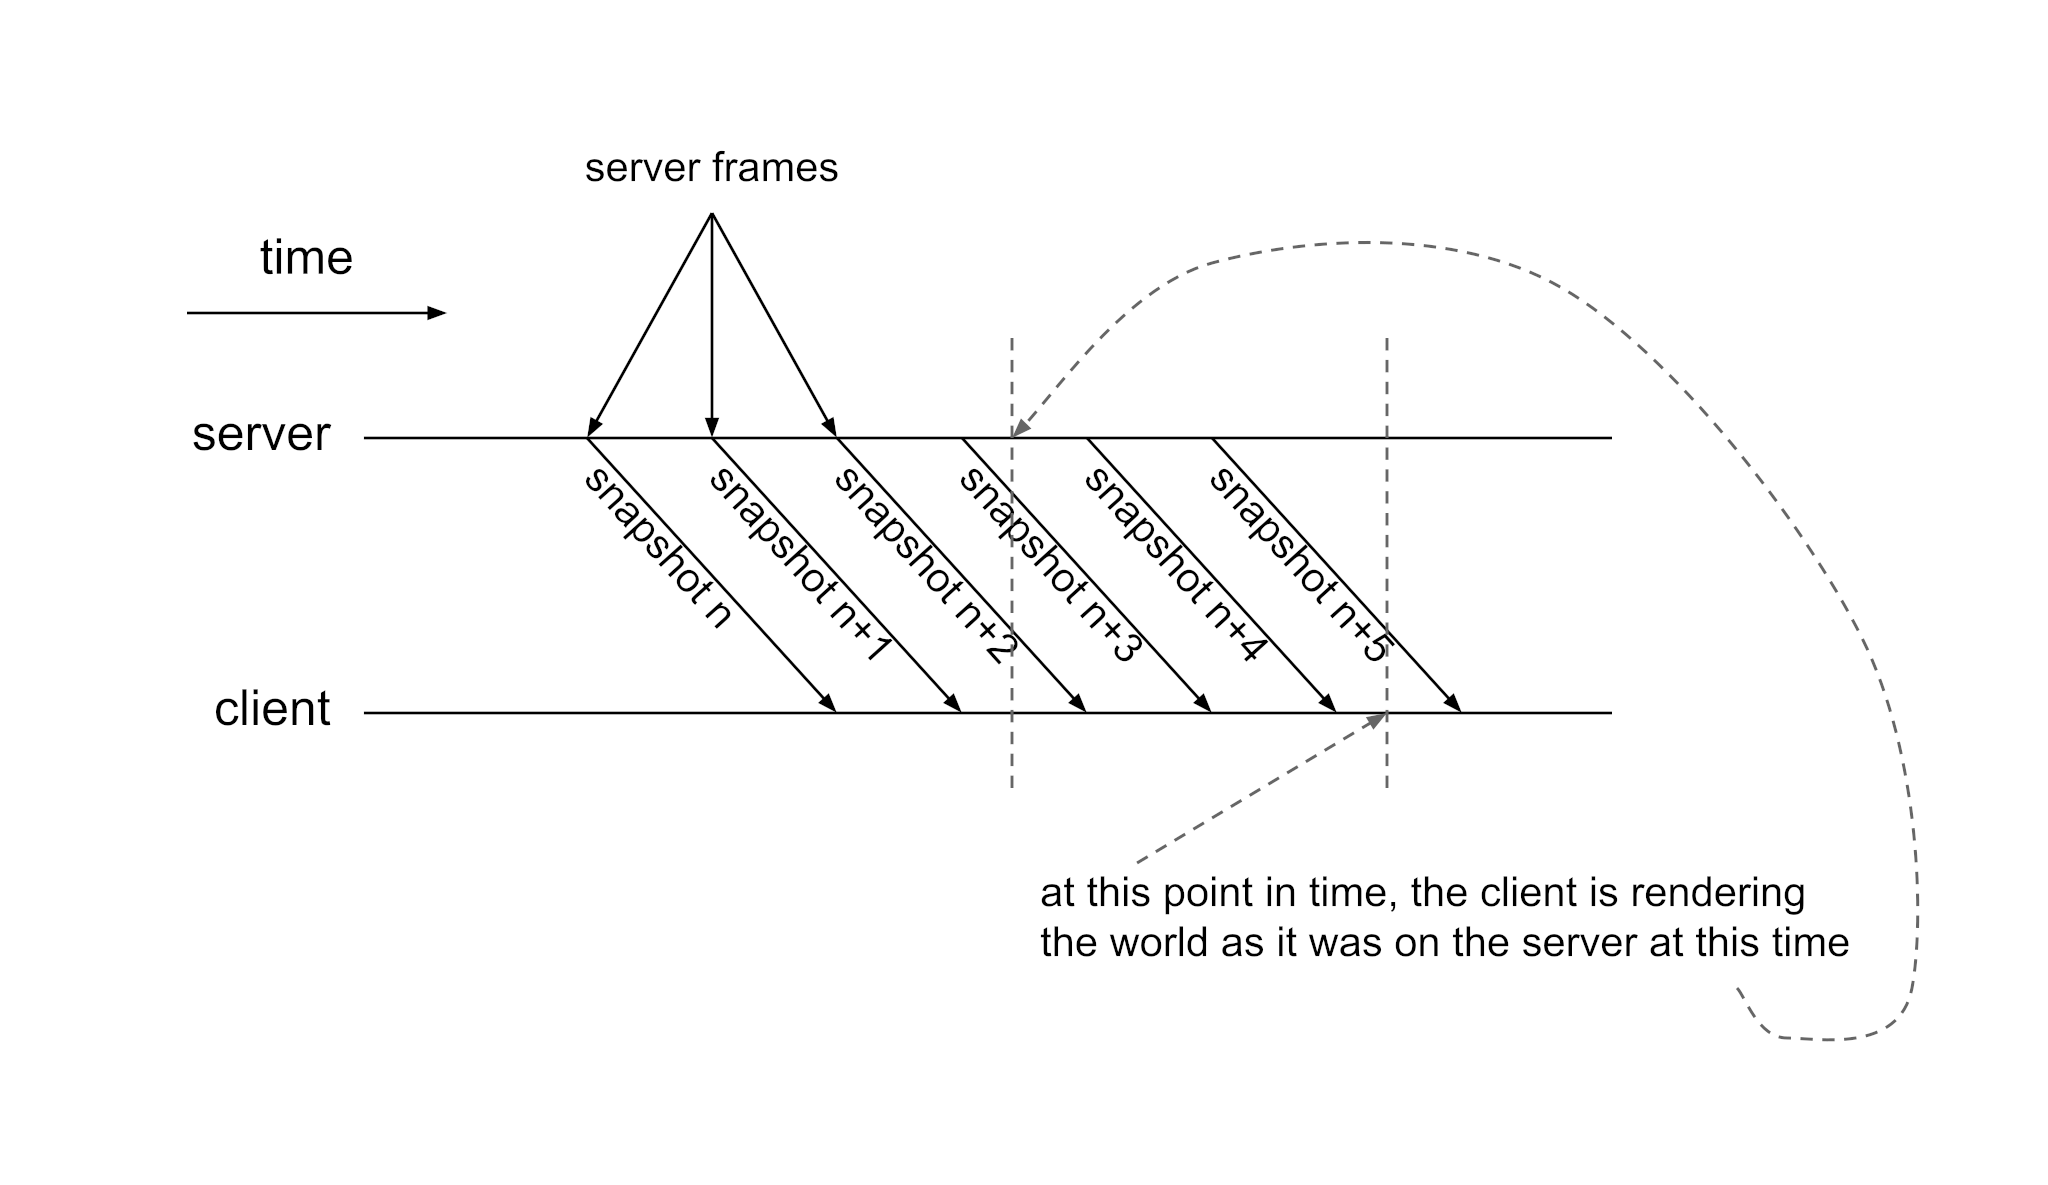 server frames
time
server
snapshot n
snapshot n+1
snapshot n+2
snapshot n+3
snapshot n+4
snapshot n+5
client
at this point in time, the client is rendering
the world as it was on the server at this time